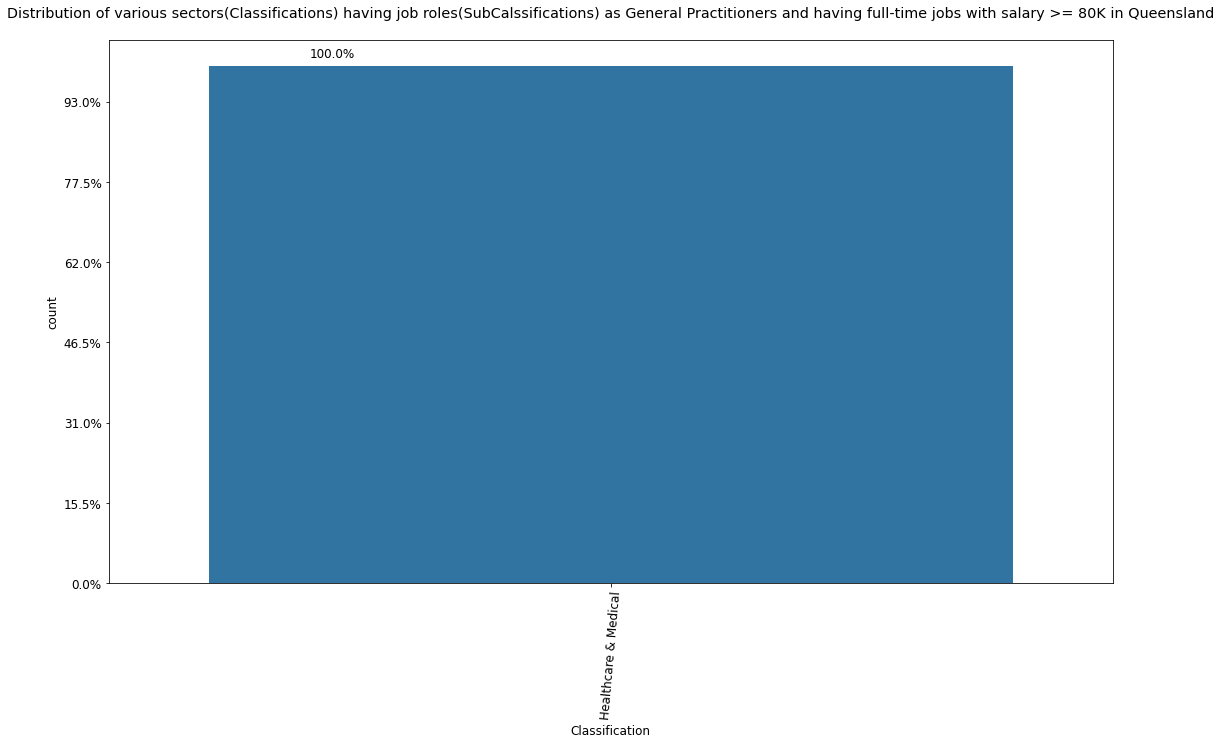 Distribution of various sectors(Classifications) having job roles(SubCalssifications) as General Practitioners and having full-time jobs with salary >= 80K in Queensland
100.0%
93.0%
77.5%
62.0%
46.5%
31.0%
15.5%
0.0%
count
Healthcare & Medical
Classification